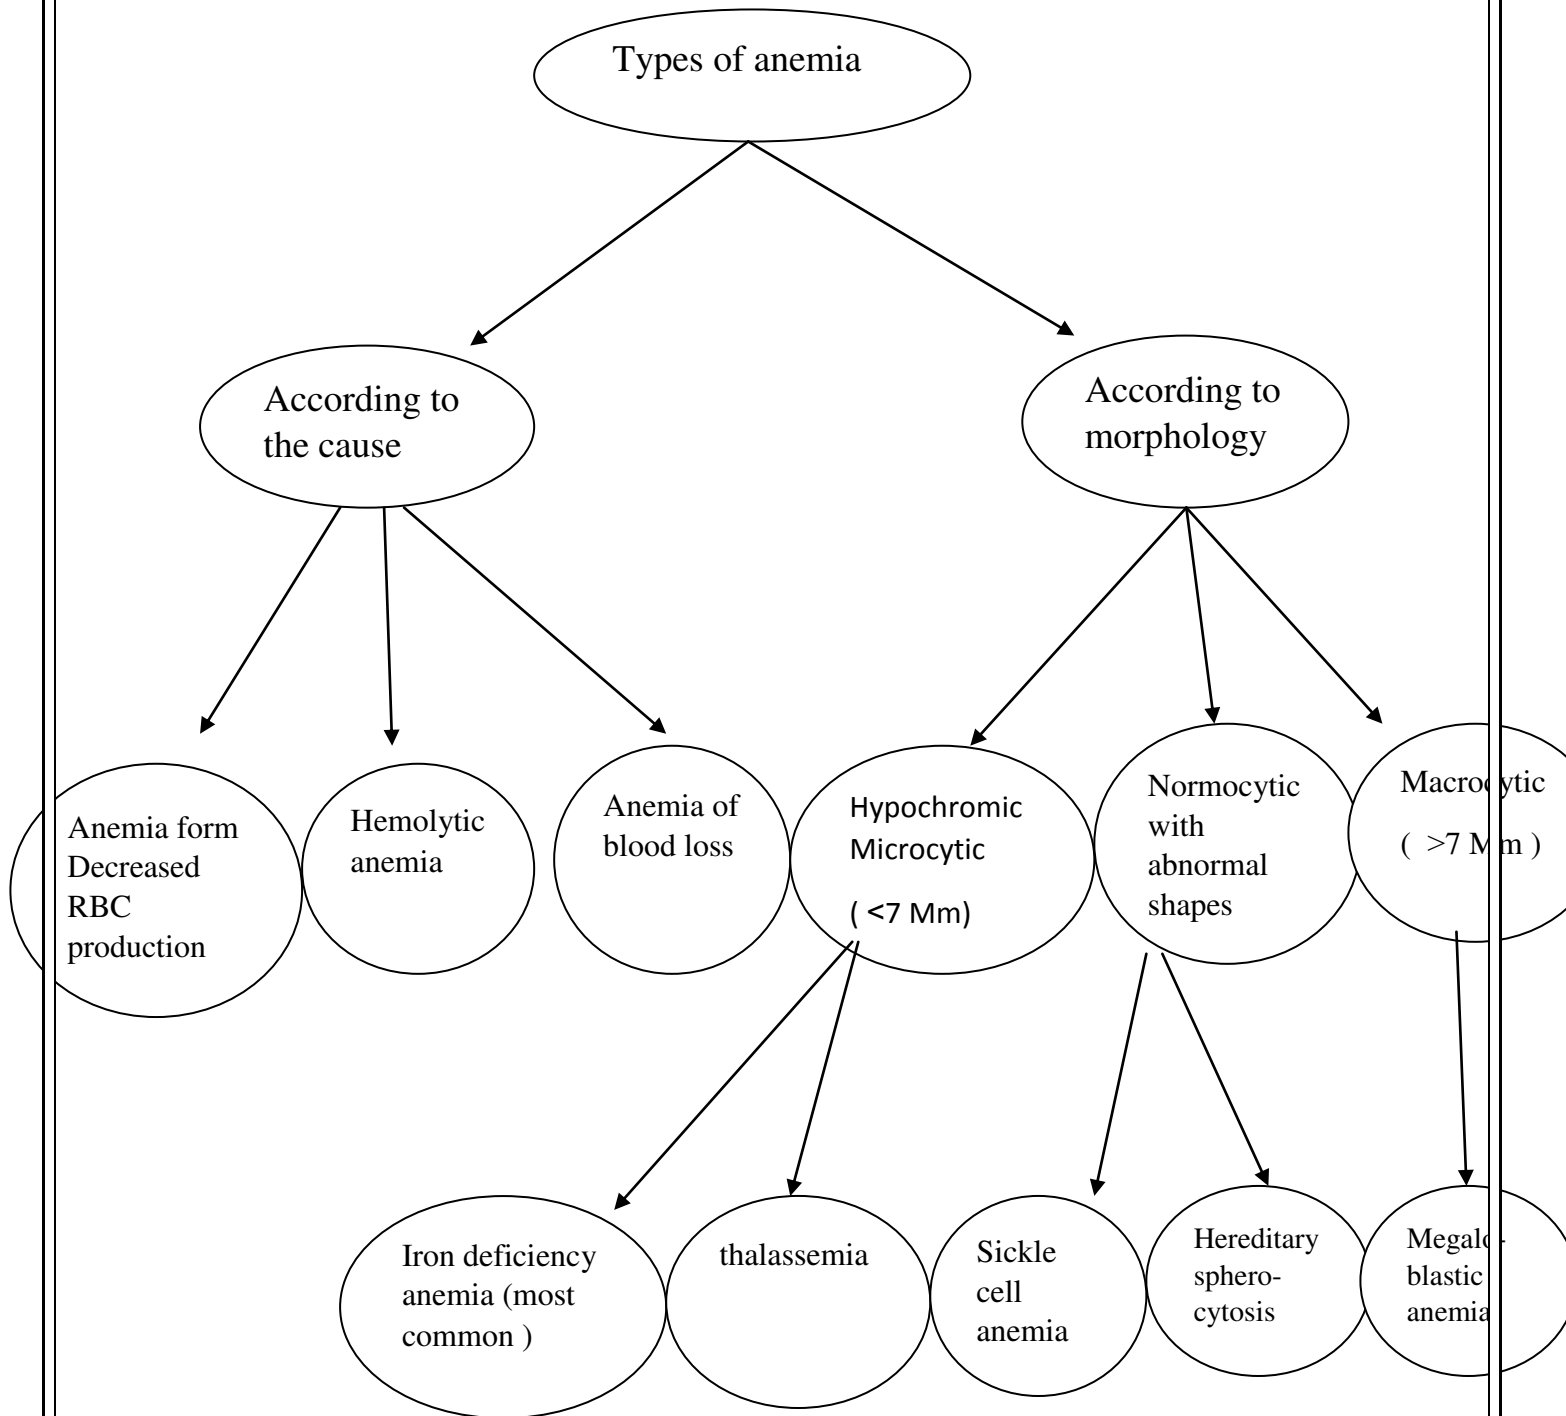 Types of anemia
According to
the cause
According to
morphology
Anemia form
Decreased
RBC
production
Hemolytic
anemia
Anemia of
blood loss
Hypochromic
Microcytic
( <7 Mm)
Normocytic
with
abnormal
shapes
Macrocytic
(  >7 Mm )
Iron deficiency
anemia (most
common )
thalassemia
Sickle
cell
anemia
Hereditary
sphero-
cytosis
Megalo-
blastic
anemia